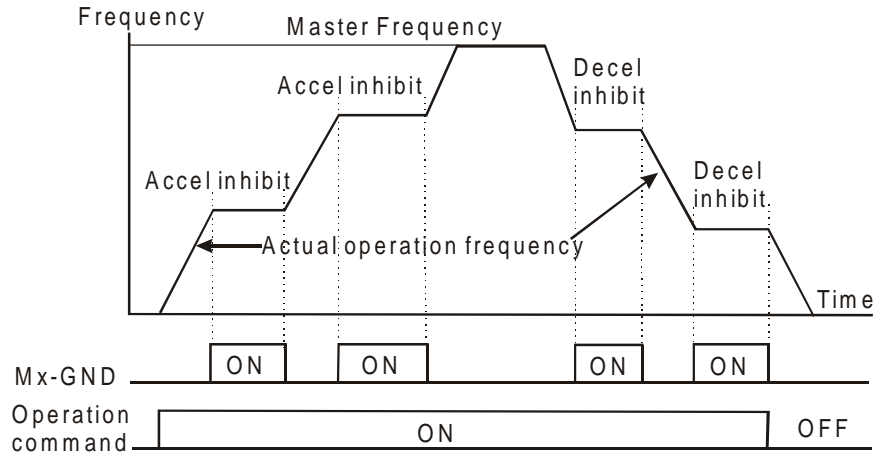 Frequency
Master Frequency
Accel inhibit
Decel
inhibit
Accel inhibit
Decel
inhibit
Actual operation frequency
Time
Mx-GND
ON
ON
ON
ON
Operation
command
ON
OFF